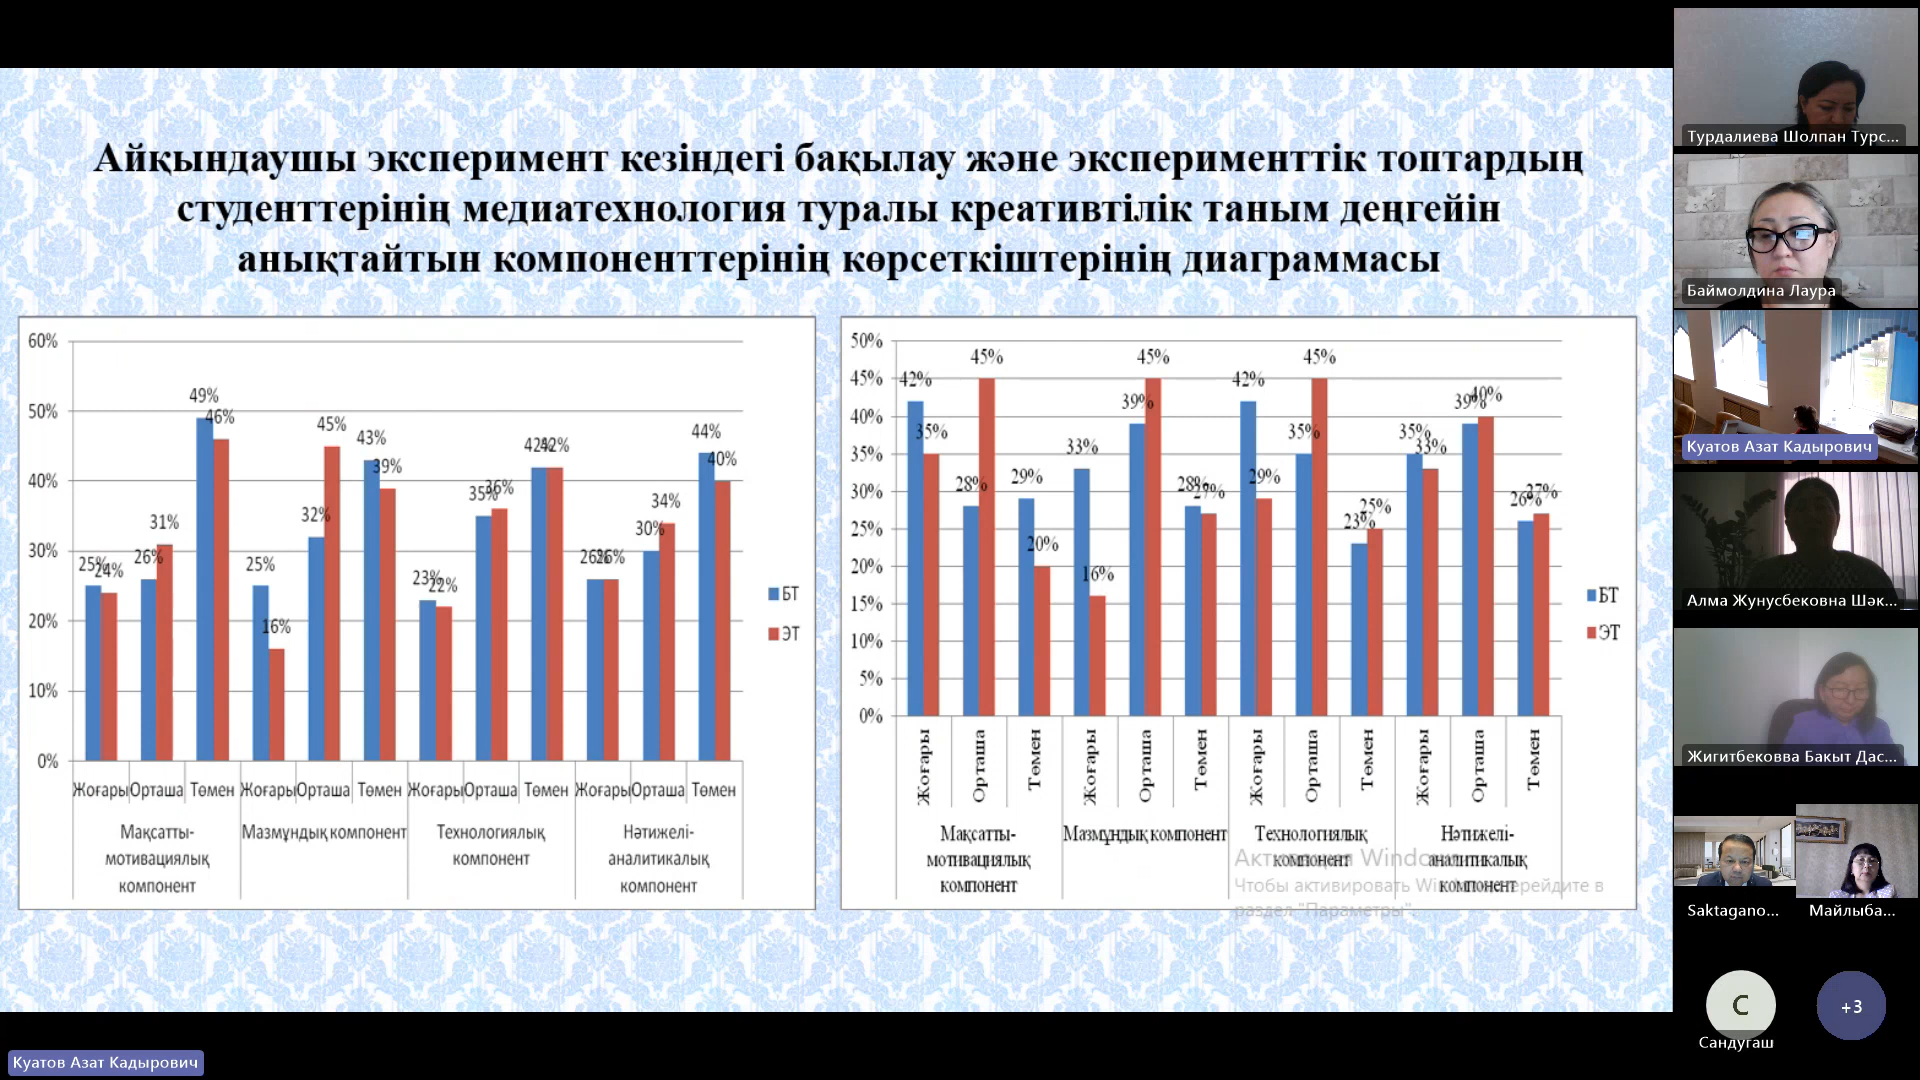 Айқындаушы эксперимент кезіндегі бақылау және эксперименттік топтардың
студенттерінің медиатехнология туралы креативтілік таным деңгейін
анықтайтын компоненттерінің көрсеткіштерінің диаграммасы
60%
50%
40%
30%
20%
10%
0%
25%
24%
26%
31%
49%
46%
25%
16%
32%
45%
43%
39%
23%
22%
35%
36%
42%
42%
26%
26%
30%
34%
44%
40%
БТ
ЭТ
Жоғары Орташа Төмен Жоғары Орташа Төмен Жоғары Орташа Төмен Жоғары Орташа Төмен
Мақсатты-
мотивациялық
компонент
Мазмұндық компонент
Технологиялық
компонент
Нәтижелі-
аналитикалық
компонент
50%
45%
40%
35%
30%
25%
20%
15%
10%
5%
0%
42%
35%
28%
45%
29%
20%
33%
16%
39%
45%
28%
27%
42%
29%
35%
45%
23%
25%
35%
33%
39%
40%
26%
27%
БТ
ЭТ
Жоғары Орташа Төмен Жоғары Орташа Төмен Жоғары Орташа Төмен Жоғары Орташа Төмен
Мақсатты-
мотивациялық
компонент
Мазмұндық компонент
Технологиялық
компонент
Нәтижелі-
аналитикалық
компонент
Активация Windows
Чтобы активировать Windows, перейдите в
раздел "Параметры".
Турдалиева Шолпан Турс...
Баймолдина Лаура
Куатов Азат Кадырович
Алма Жунусбековна Шәк...
Жигитбековва Бакыт Дас...
Saktagano...
Майлыба...
С
Сандугаш
+3
Куатов Азат Кадырович